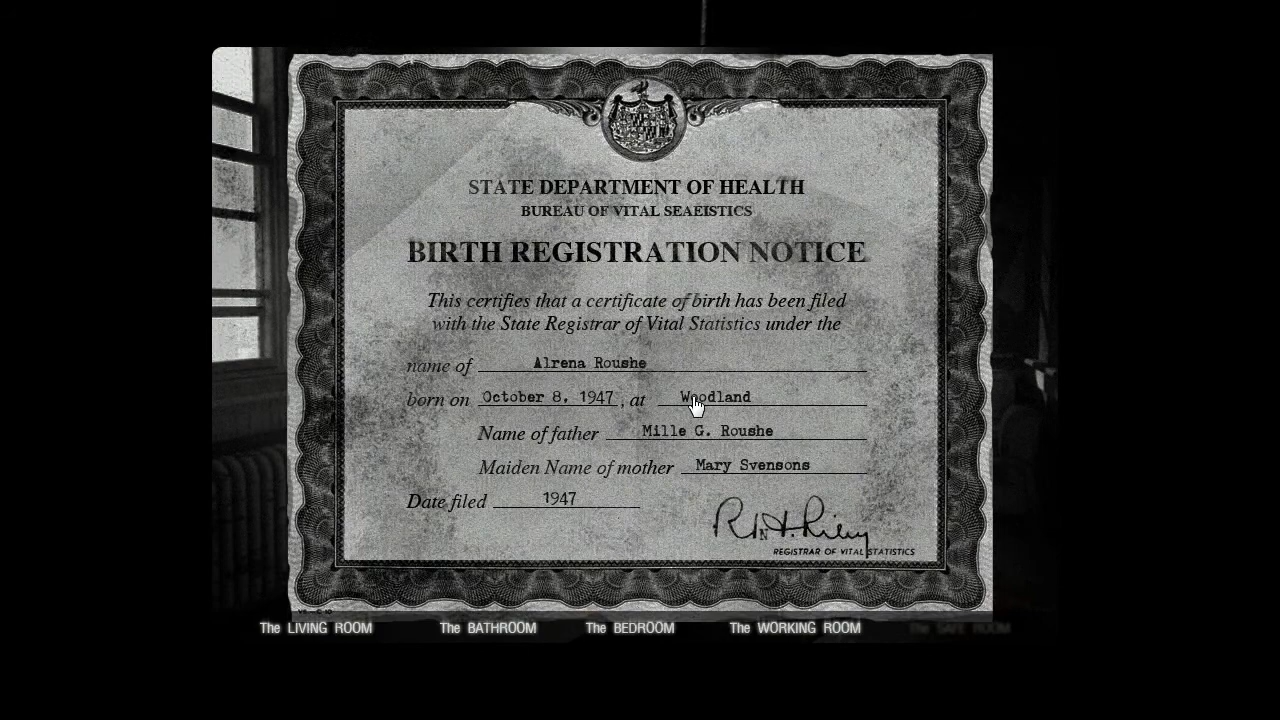 STATE DEPARTMENT OF HEALTH
BUREAU OF VITAL SEAEISTICS
BIRTH REGISTRATION NOTICE
This certifies that a certificate of birth has been filed
with the State Registrar of Vital Statistics under the
name of Alrena Roushe
born on October 8, 1947, at Woodland
Name of father Mille G. Roushe
Maiden Name of mother Mary Svensons
Date filed 1947
REGISTRAR OF VITAL STATISTICS
The LIVING ROOM The BATHROOM The BEDROOM The WORKING ROOM The SAFE ROOM